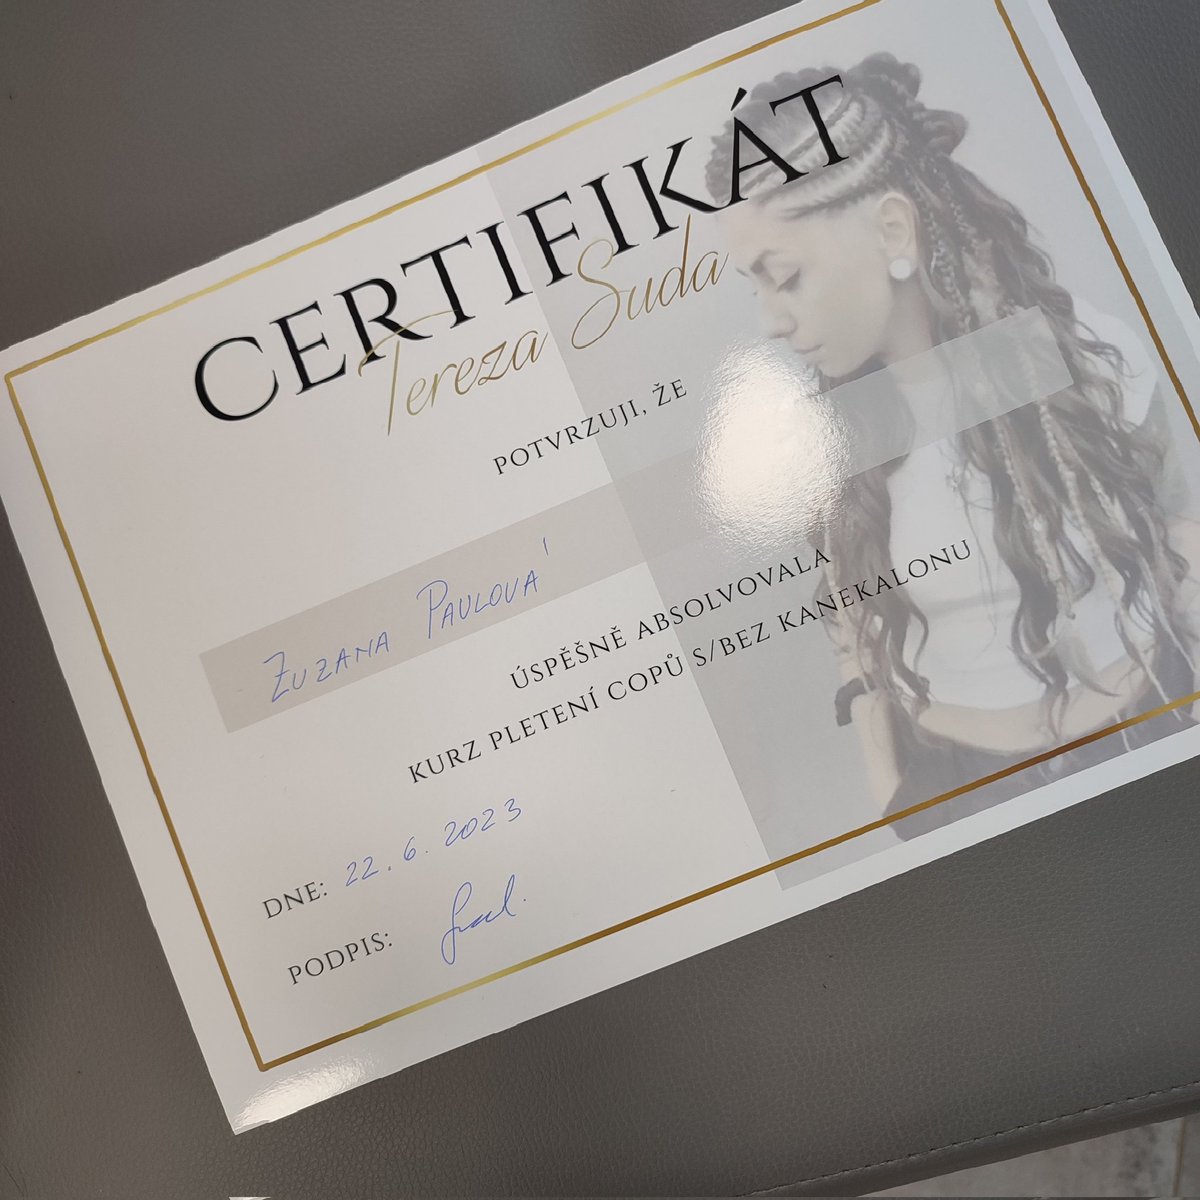 CERTIFIKÁT
Tereza Suda
POTVRZUJI, ŽE
ZUZANA PAULOVÁ
ÚSPĚŠNĚ ABSOLVOVALA
KURZ PLETENÍ COPŮ S/BEZ KANEKALONU
DNE: 22. 6. 2023
PODPIS: